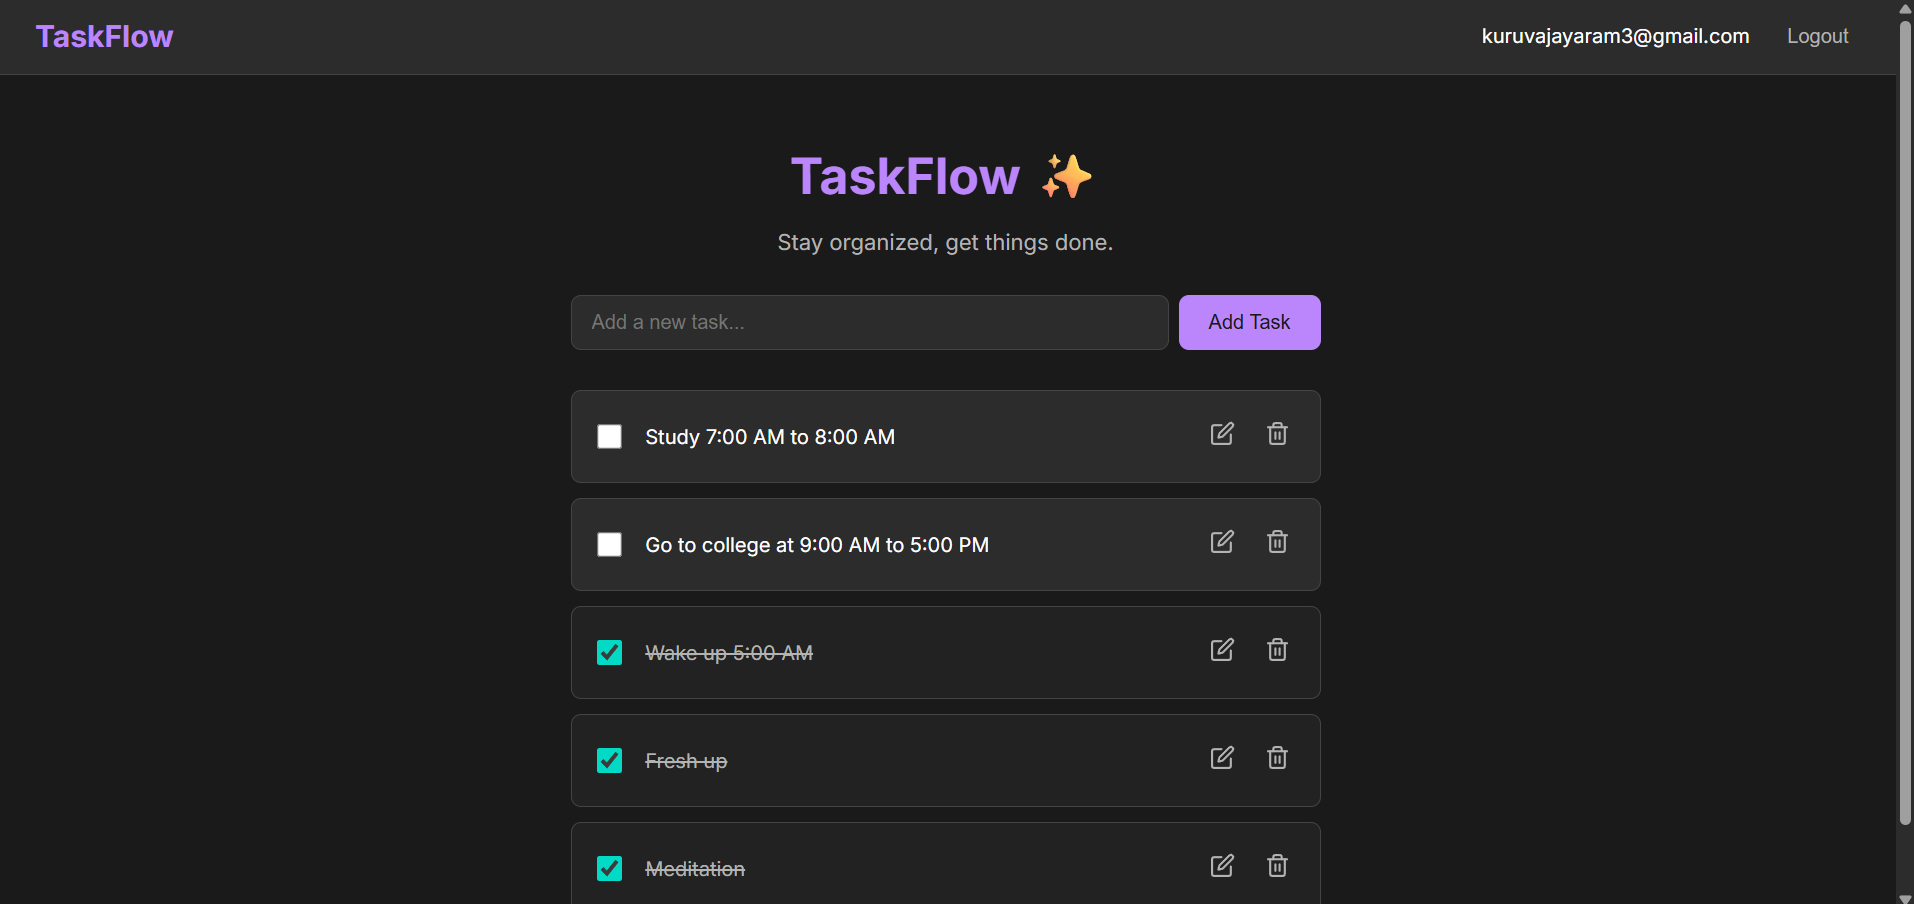 TaskFlow
kuruvajayaram3@gmail.com
Logout
TaskFlow ✨
Stay organized, get things done.
Add a new task...
Add Task
Study 7:00 AM to 8:00 AM
Go to college at 9:00 AM to 5:00 PM
Wake up 5:00 AM
Fresh up
Meditation